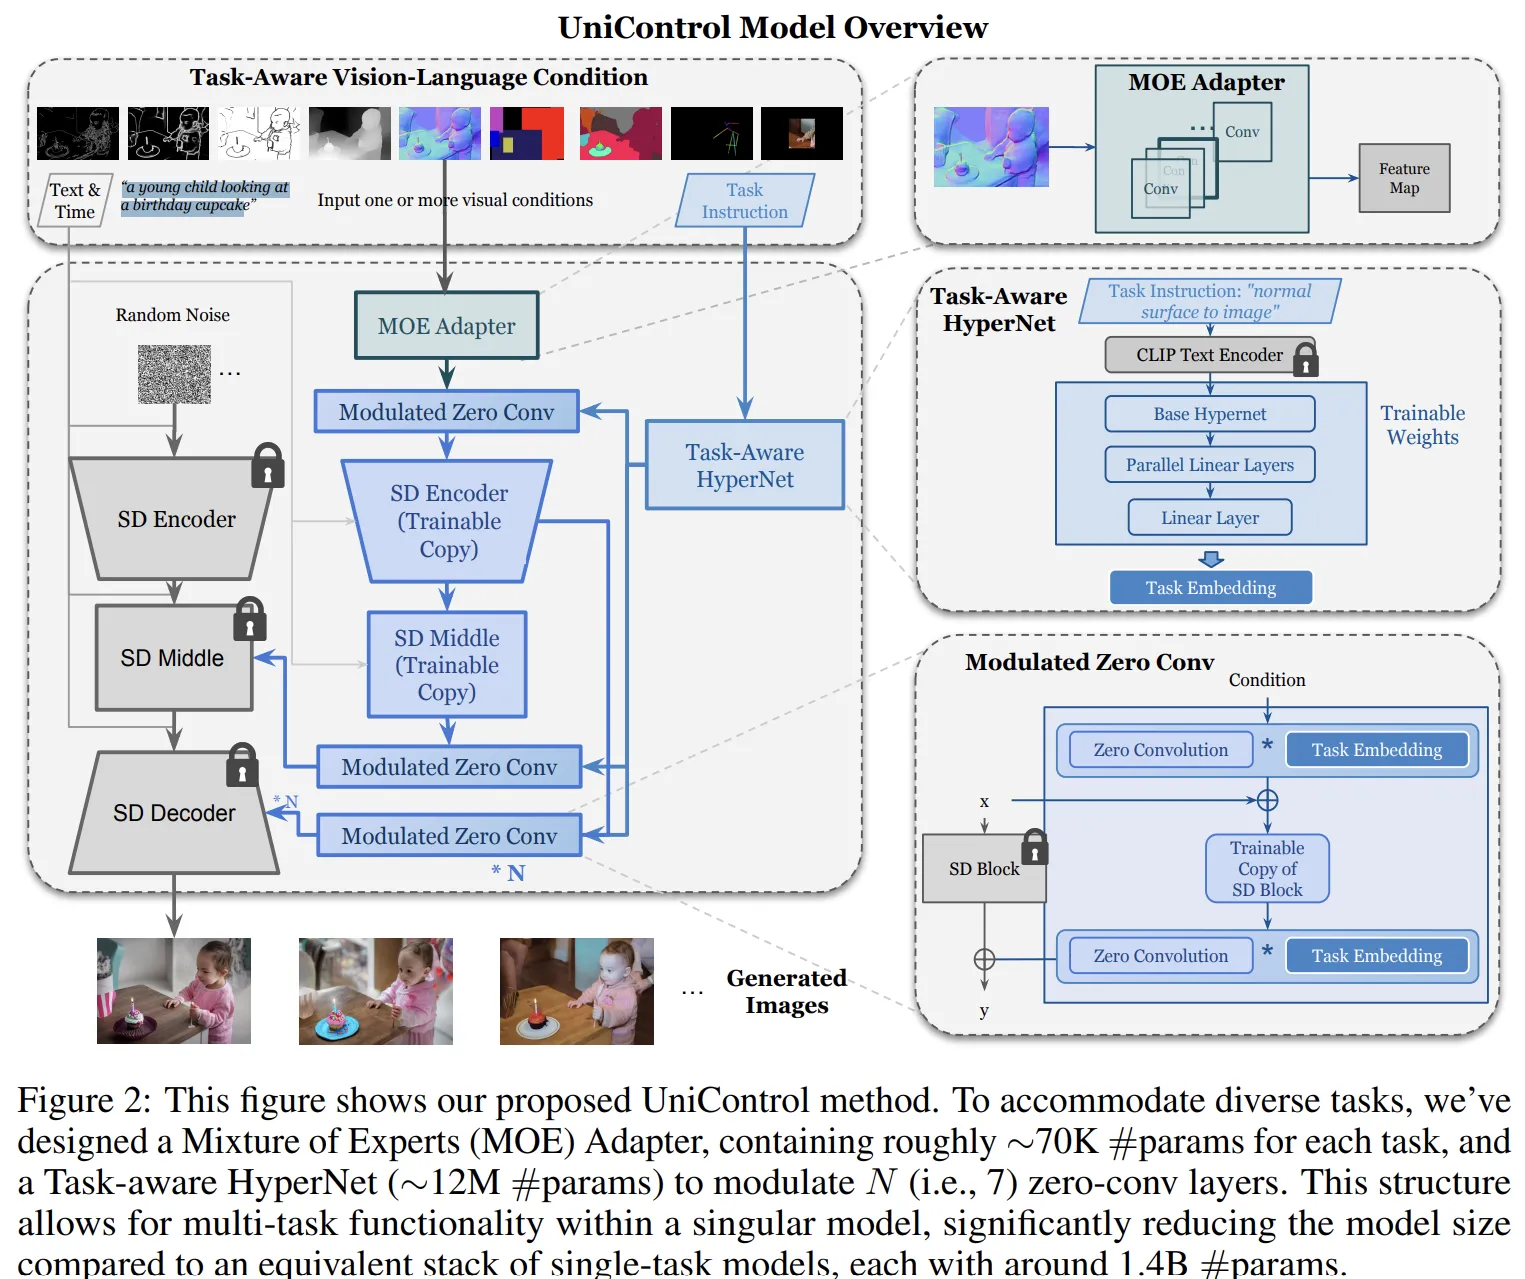 UniControl Model Overview
Task-Aware Vision-Language Condition
Text &
Time
“a young child looking at
a birthday cupcake”
Input one or more visual conditions
Task
Instruction
Random Noise
...
MOE Adapter
Modulated Zero Conv
SD Encoder
(Trainable
Copy)
Task-Aware
HyperNet
SD Encoder
SD Middle
(Trainable
Copy)
SD Middle
Modulated Zero Conv
SD Decoder
* N
Modulated Zero Conv
* N
... Generated
Images
MOE Adapter
...
Conv
Con
Conv
Feature
Map
Task-Aware
HyperNet
Task Instruction: "normal
surface to image"
CLIP Text Encoder
Base Hypernet
Parallel Linear Layers
Linear Layer
Trainable
Weights
Task Embedding
Modulated Zero Conv
Condition
Zero Convolution * Task Embedding
x
SD Block
Trainable
Copy of
SD Block
Zero Convolution * Task Embedding
y
Figure 2: This figure shows our proposed UniControl method. To accommodate diverse tasks, we’ve
designed a Mixture of Experts (MOE) Adapter, containing roughly ∼70K #params for each task, and
a Task-aware HyperNet (∼12M #params) to modulate N (i.e., 7) zero-conv layers. This structure
allows for multi-task functionality within a singular model, significantly reducing the model size
compared to an equivalent stack of single-task models, each with around 1.4B #params.